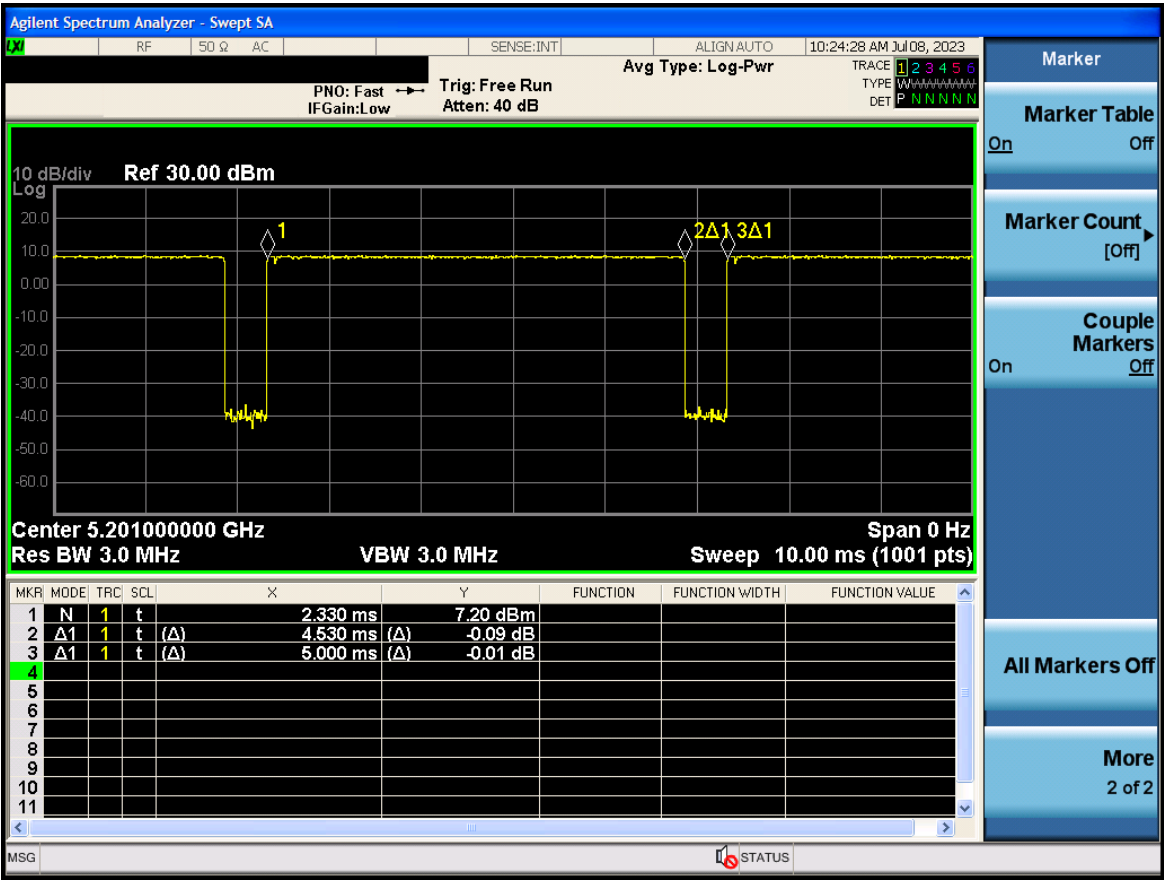 Agilent Spectrum Analyzer - Swept SA
LXI RF 50 Ω AC SENSE:INT ALIGN AUTO 10:24:28 AM Jul 08, 2023
Marker
Avg Type: Log-Pwr
TRACE 1 2 3 4 5 6
PNO: Fast Trig: Free Run
TYPE WWWWWW
IFGain:Low Atten: 40 dB
DET P N N N N N
Marker Table
On Off
10 dB/div Ref 30.00 dBm
Log
20.0
10.0
0.00
-10.0
-20.0
-30.0
-40.0
-50.0
-60.0
1
2Δ1 3Δ1
Marker Count
[Off]
Couple
Markers
On Off
Center 5.201000000 GHz Span 0 Hz
Res BW 3.0 MHz VBW 3.0 MHz Sweep 10.00 ms (1001 pts)
MKR MODE TRC SCL X Y FUNCTION FUNCTION WIDTH FUNCTION VALUE
1 N 1 t 2.330 ms 7.20 dBm
2 Δ1 1 t (Δ) 4.530 ms (Δ) -0.09 dB
3 Δ1 1 t (Δ) 5.000 ms (Δ) -0.01 dB
4
5
6
7
8
9
10
11
All Markers Off
More
2 of 2
MSG STATUS